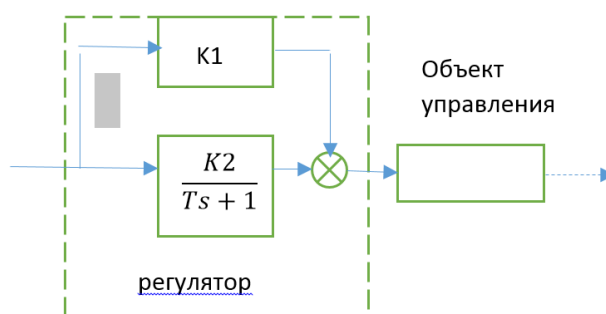 K1
Объект
управления
K2
Ts + 1
регулятор